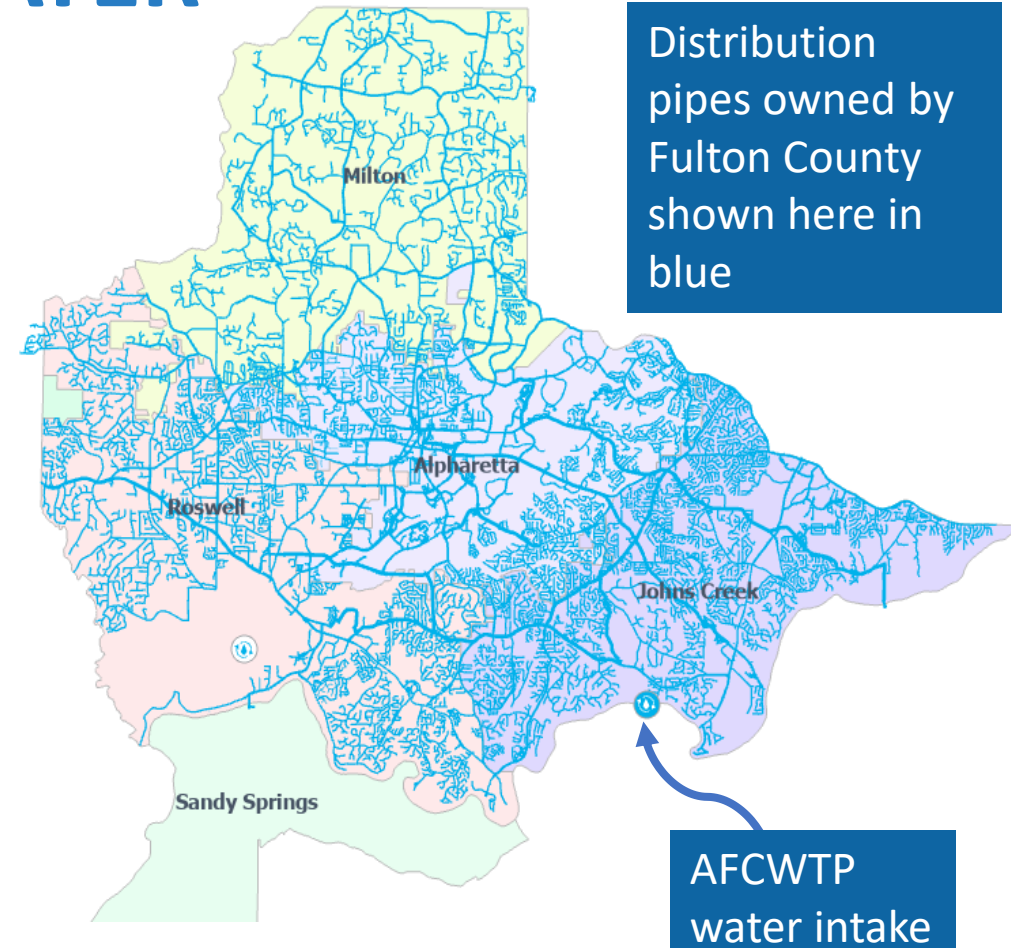 Distribution
pipes owned by
Fulton County
shown here in
blue
Milton
Alpharetta
Roswell
Johns Creek
Sandy Springs
AFCWTP
water intake